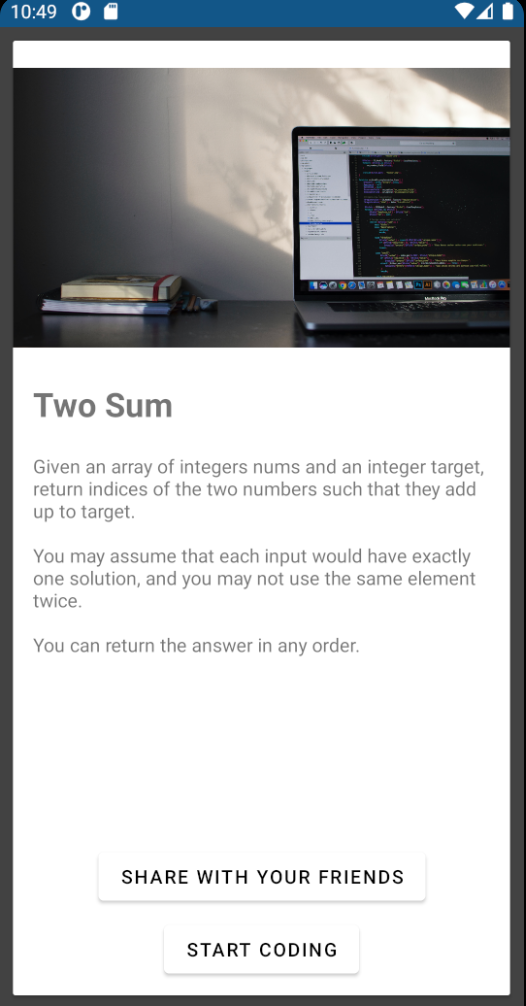 10:49
MacBook Pro
Two Sum
Given an array of integers nums and an integer target,
return indices of the two numbers such that they add
up to target.
You may assume that each input would have exactly
one solution, and you may not use the same element
twice.
You can return the answer in any order.
SHARE WITH YOUR FRIENDS
START CODING